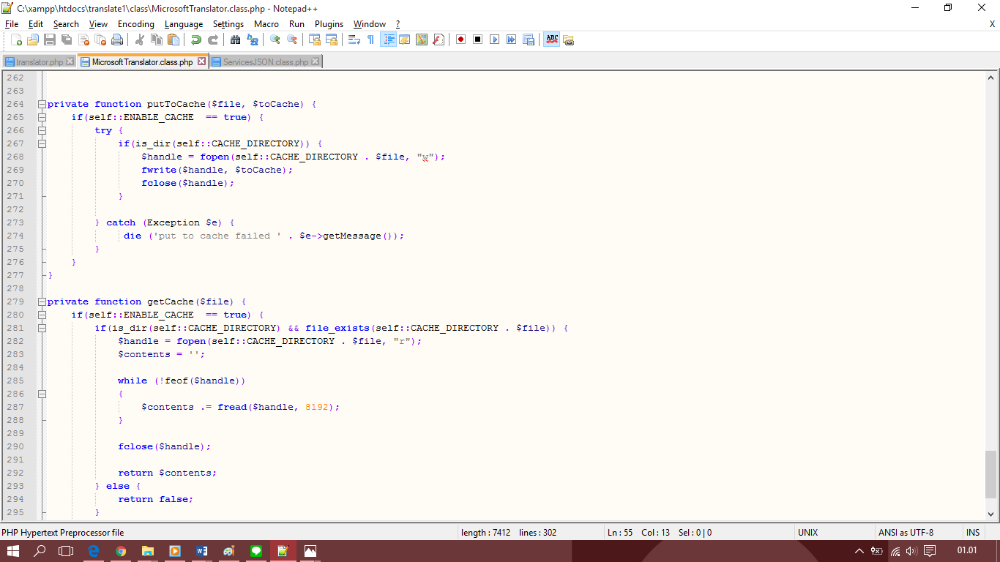 C:\xampp\htdocs\translate1\class\MicrosoftTranslator.class.php - Notepad++
File Edit Search View Encoding Language Settings Macro Run Plugins Window ? X
translator.php MicrosoftTranslator.class.php ServicesJSON.class.php
262
263
264 private function putToCache($file, $toCache) {
265 if(self::ENABLE_CACHE  == true) {
266 try {
267 if(is_dir(self::CACHE_DIRECTORY)) {
268 $handle = fopen(self::CACHE_DIRECTORY . $file, "w");
269 fwrite($handle, $toCache);
270 fclose($handle);
271 }
272
273 } catch (Exception $e) {
274 die ('put to cache failed ' . $e->getMessage());
275 }
276 }
277 }
278
279 private function getCache($file) {
280 if(self::ENABLE_CACHE  == true) {
281 if(is_dir(self::CACHE_DIRECTORY) && file_exists(self::CACHE_DIRECTORY . $file)) {
282 $handle = fopen(self::CACHE_DIRECTORY . $file, "r");
283 $contents = '';
284
285 while (!feof($handle))
286 {
287 $contents .= fread($handle, 8192);
288 }
289
290 fclose($handle);
291
292 return $contents;
293 } else {
294 return false;
295 }
PHP Hypertext Preprocessor file length : 7412 lines : 302 Ln : 55 Col : 13 Sel : 0 | 0 UNIX ANSI as UTF-8 INS
01.01